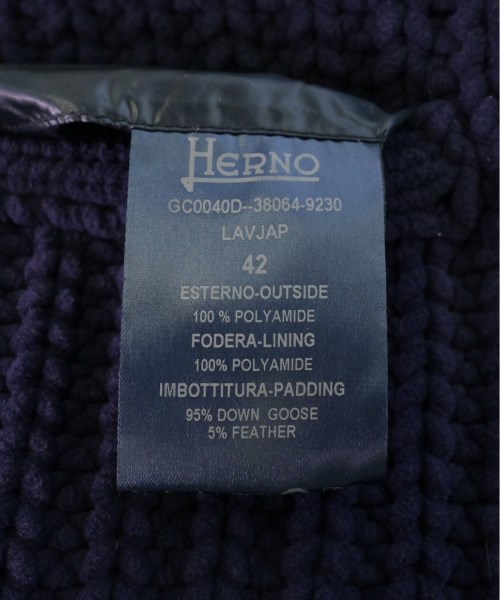 HERNO
GC0040D--38064-9230
LAVJAP
42
ESTERNO-OUTSIDE
100 % POLYAMIDE
FODERA-LINING
100% POLYAMIDE
IMBOTTITURA-PADDING
95% DOWN GOOSE
5% FEATHER